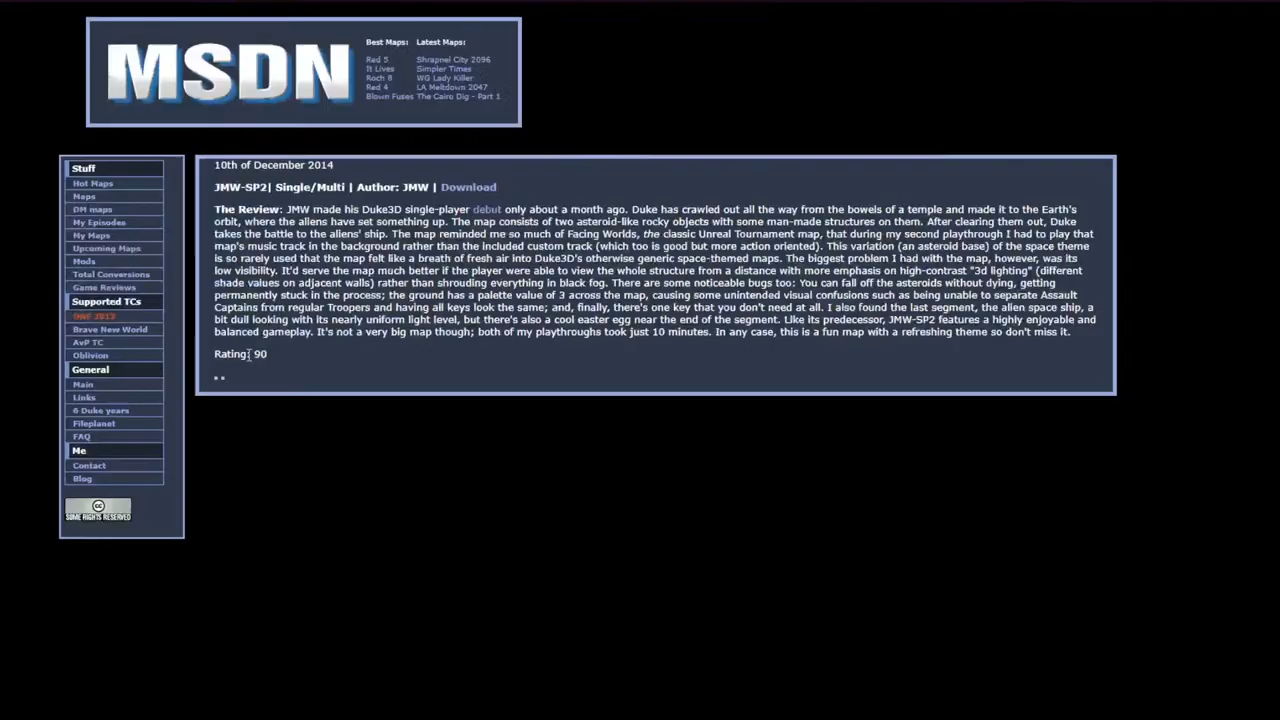 MSDN
Best Maps: Latest Maps:
Red 5 Shrapnel City 2096
It Lives Simpler Times
Roch 8 WG Lady Killer
Red 4 LA Meltdown 2047
Blown Fuses The Cairo Dig - Part 1
Stuff
Hot Maps
Maps
DM maps
My Episodes
My Maps
Upcoming Maps
Mods
Total Conversions
Game Reviews
Supported TCs
DWE 2013
Brave New World
AvP TC
Oblivion
General
Main
Links
6 Duke years
Fileplanet
FAQ
Me
Contact
Blog
CC
SOME RIGHTS RESERVED
10th of December 2014
JMW-SP2| Single/Multi | Author: JMW | Download
The Review: JMW made his Duke3D single-player debut only about a month ago. Duke has crawled out all the way from the bowels of a temple and made it to the Earth's
orbit, where the aliens have set something up. The map consists of two asteroid-like rocky objects with some man-made structures on them. After clearing them out, Duke
takes the battle to the aliens' ship. The map reminded me so much of Facing Worlds, the classic Unreal Tournament map, that during my second playthrough I had to play that
map's music track in the background rather than the included custom track (which too is good but more action oriented). This variation (an asteroid base) of the space theme
is so rarely used that the map felt like a breath of fresh air into Duke3D's otherwise generic space-themed maps. The biggest problem I had with the map, however, was its
low visibility. It'd serve the map much better if the player were able to view the whole structure from a distance with more emphasis on high-contrast "3d lighting" (different
shade values on adjacent walls) rather than shrouding everything in black fog. There are some noticeable bugs too: You can fall off the asteroids without dying, getting
permanently stuck in the process; the ground has a palette value of 3 across the map, causing some unintended visual confusions such as being unable to separate Assault
Captains from regular Troopers and having all keys look the same; and, finally, there's one key that you don't need at all. I also found the last segment, the alien space ship, a
bit dull looking with its nearly uniform light level, but there's also a cool easter egg near the end of the segment. Like its predecessor, JMW-SP2 features a highly enjoyable and
balanced gameplay. It's not a very big map though; both of my playthroughs took just 10 minutes. In any case, this is a fun map with a refreshing theme so don't miss it.
Rating: 90